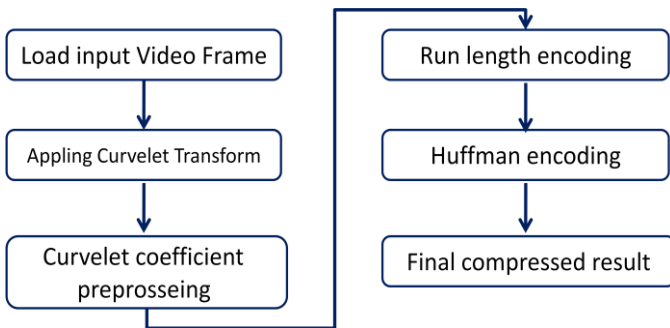 Load input Video Frame
Appling Curvelet Transform
Curvelet coefficient
preprosseing
Run length encoding
Huffman encoding
Final compressed result